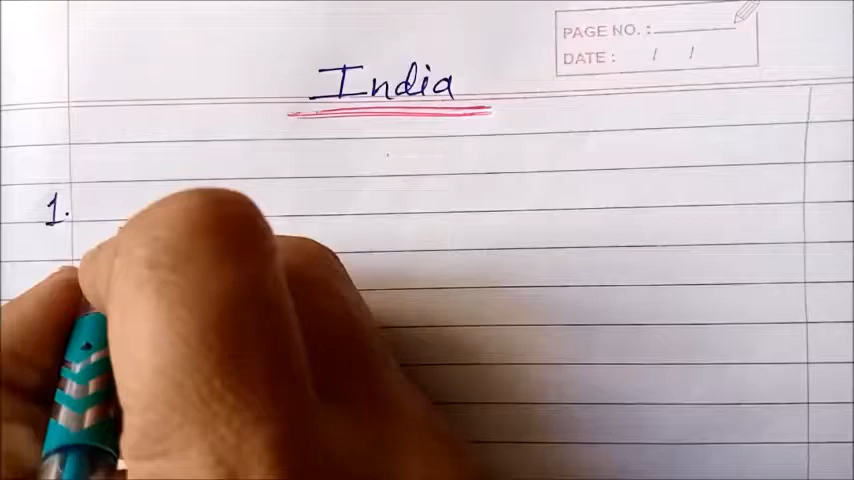 PAGE NO. :
DATE : / /
India
1.